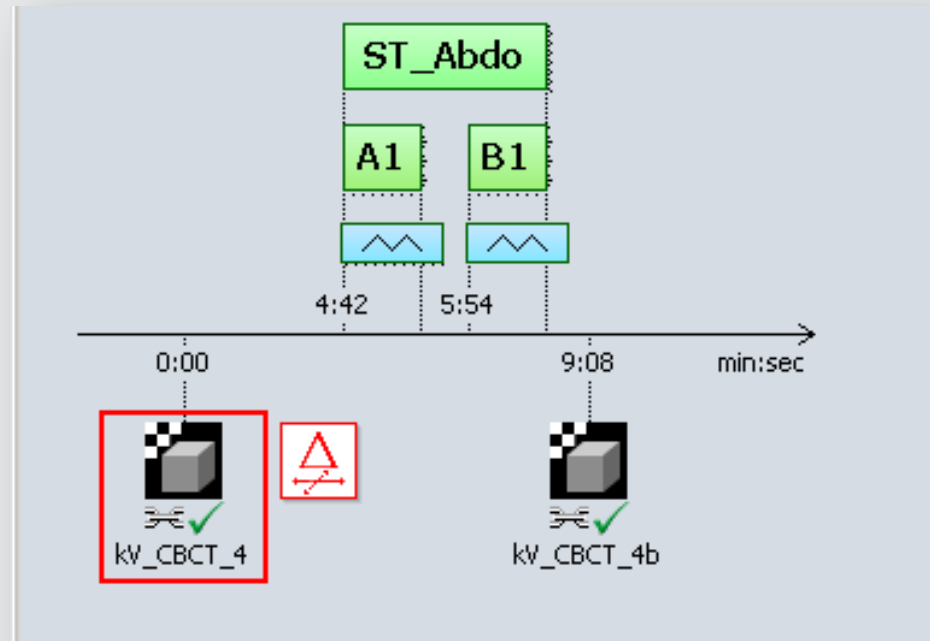 ST_Abdo
A1 B1
4:42 5:54
0:00 9:08 min:sec
kV_CBCT_4 kV_CBCT_4b